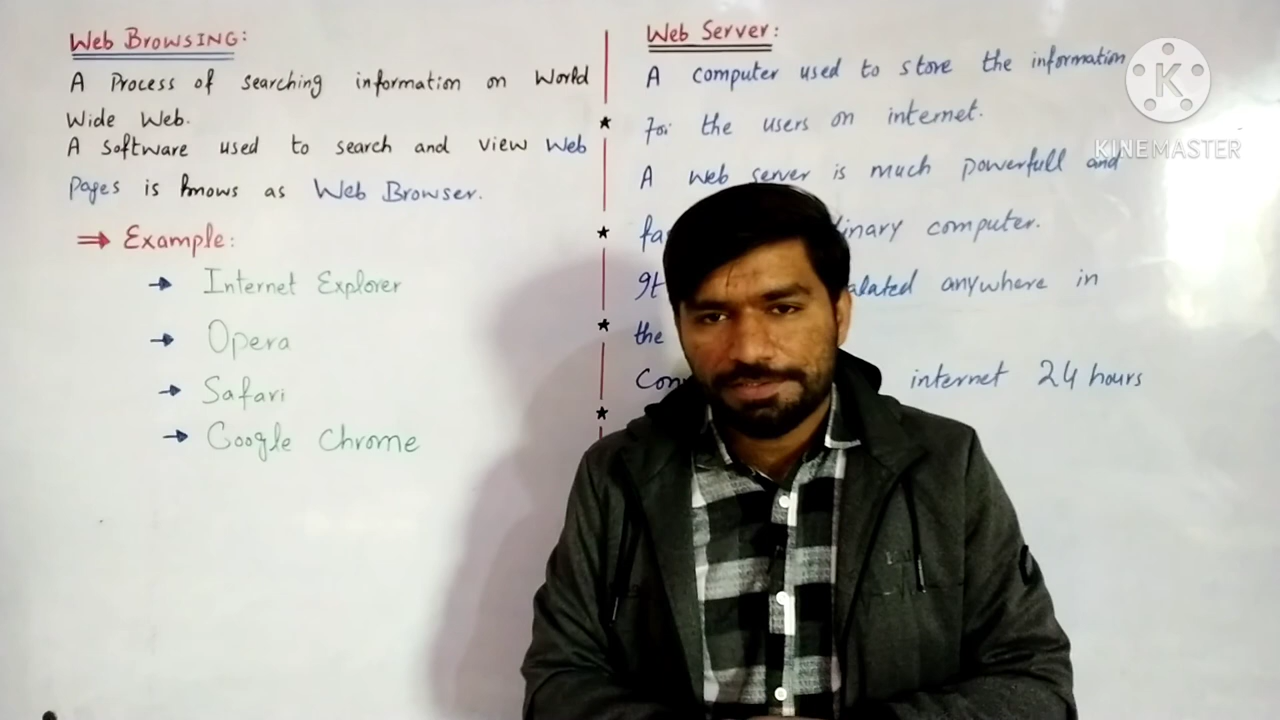 Web Browsing:
A Process of searching information on World
Wide Web.
A Software used to search and view Web
Pages is knows as Web Browser.
⇒ Example:
→ Internet Explorer
→ Opera
→ Safari
→ Google Chrome
Web Server:
A computer used to store the information
for the users on internet.
A web server is much powerfull and
computer.
It anywhere in
the
internet 24 hours
KINEMASTER